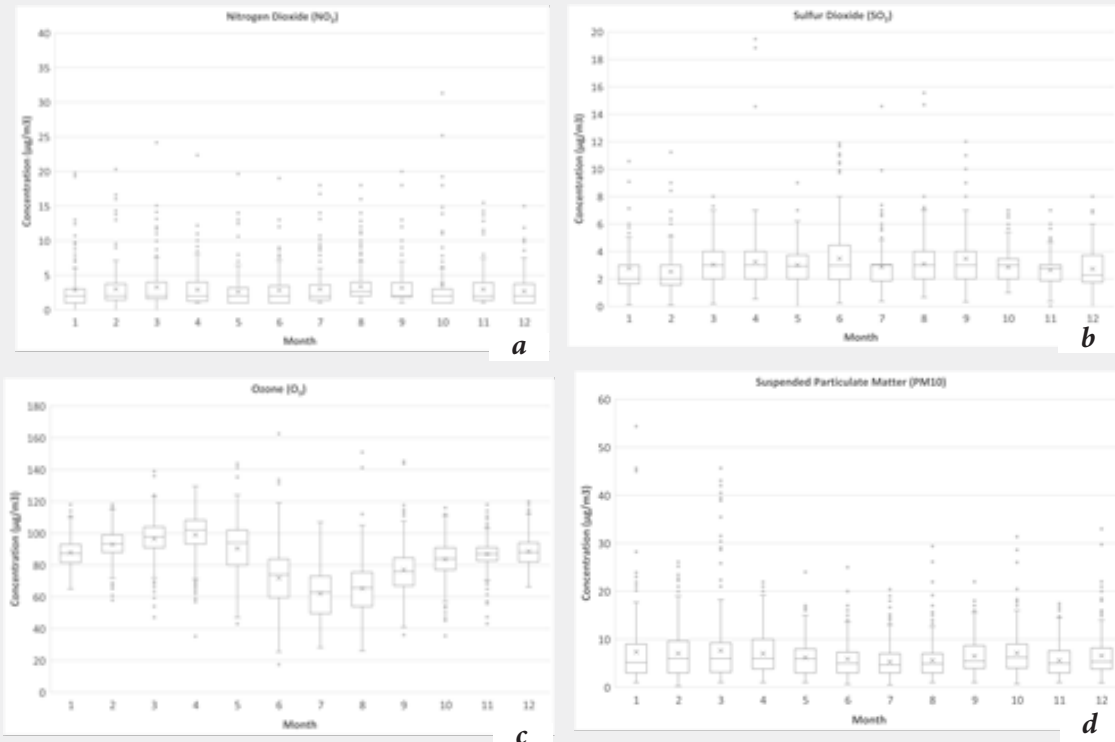 Nitrogen Dioxide (NO₂)
40
35
30
25
20
15
10
5
0
Concentration (µg/m3)
1 2 3 4 5 6 7 8 9 10 11 12
Month
a
Sulfur Dioxide (SO₂)
20
18
16
14
12
10
8
6
4
2
0
Concentration (µg/m3)
1 2 3 4 5 6 7 8 9 10 11 12
Month
b
Ozone (O₃)
180
160
140
120
100
80
60
40
20
0
Concentration (µg/m3)
1 2 3 4 5 6 7 8 9 10 11 12
Month
c
Suspended Particulate Matter (PM10)
60
50
40
30
20
10
0
Concentration (µg/m3)
1 2 3 4 5 6 7 8 9 10 11 12
Month
d